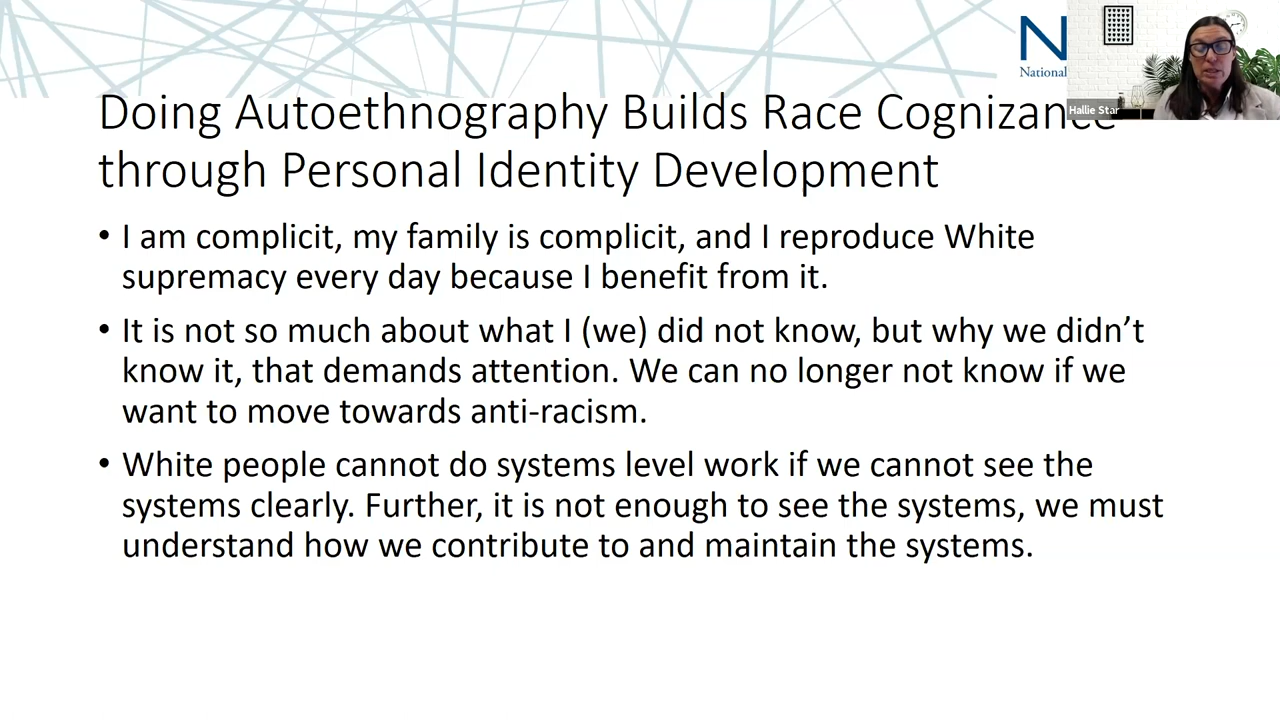 N
National
Hallie Star
Doing Autoethnography Builds Race Cognizance
through Personal Identity Development
• I am complicit, my family is complicit, and I reproduce White
supremacy every day because I benefit from it.
• It is not so much about what I (we) did not know, but why we didn’t
know it, that demands attention. We can no longer not know if we
want to move towards anti-racism.
• White people cannot do systems level work if we cannot see the
systems clearly. Further, it is not enough to see the systems, we must
understand how we contribute to and maintain the systems.